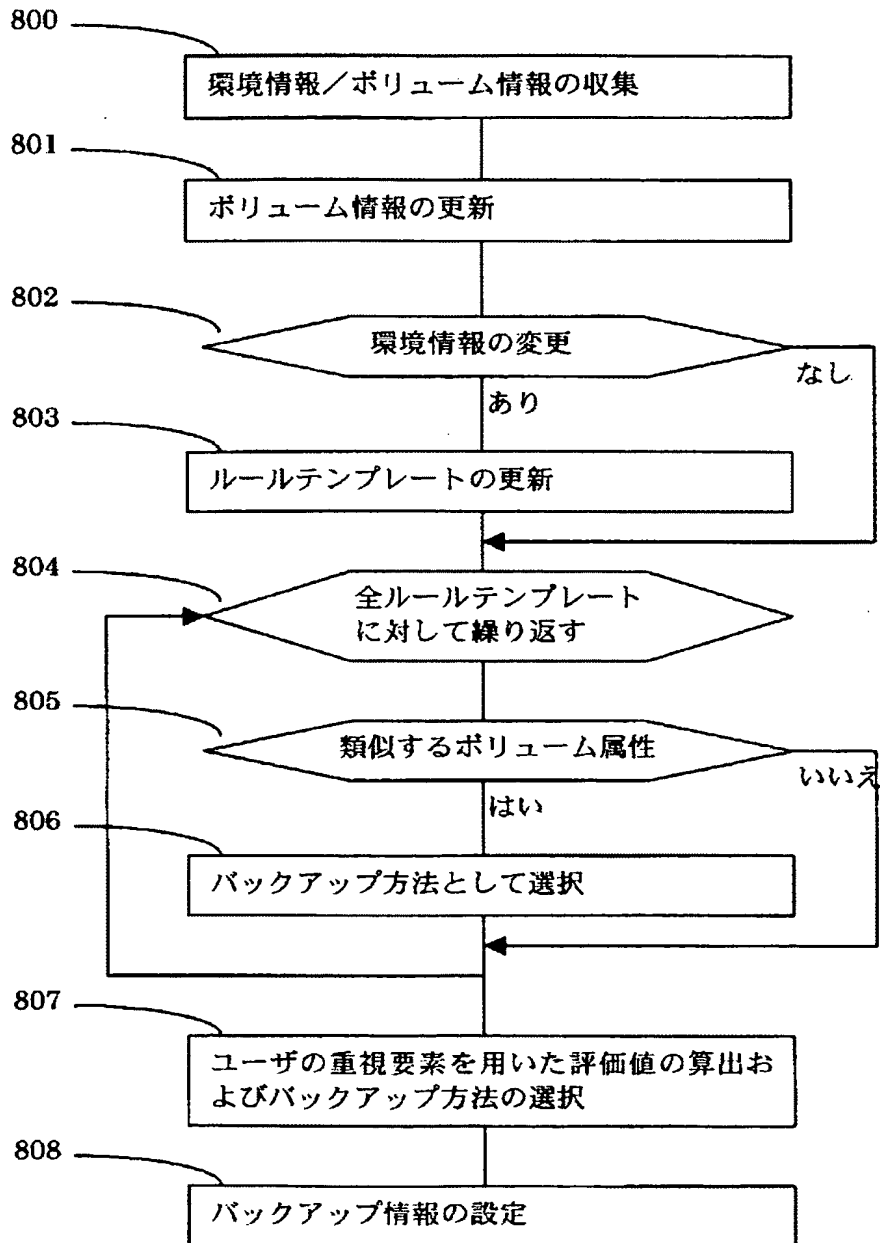 800
環境情報／ボリューム情報の収集
801
ボリューム情報の更新
802
環境情報の変更
なし
あり
803
ルールテンプレートの更新
804
全ルールテンプレート
に対して繰り返す
805
類似するボリューム属性
いいえ
はい
806
バックアップ方法として選択
807
ユーザの重視要素を用いた評価値の算出お
よびバックアップ方法の選択
808
バックアップ情報の設定